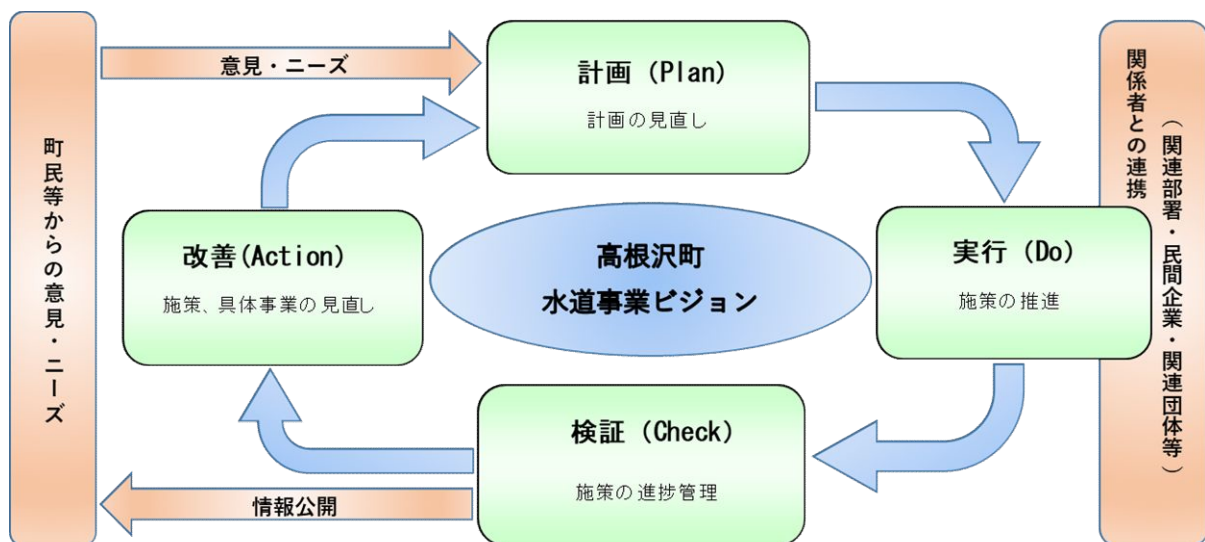 町民等からの意見・ニーズ
意見・ニーズ
計画（Plan）
計画の見直し
改善(Action)
施策、具体事業の見直し
高根沢町
水道事業ビジョン
実行（Do）
施策の推進
検証（Check）
施策の進捗管理
情報公開
関係者との連携
（関連部署・民間企業・関連団体等）